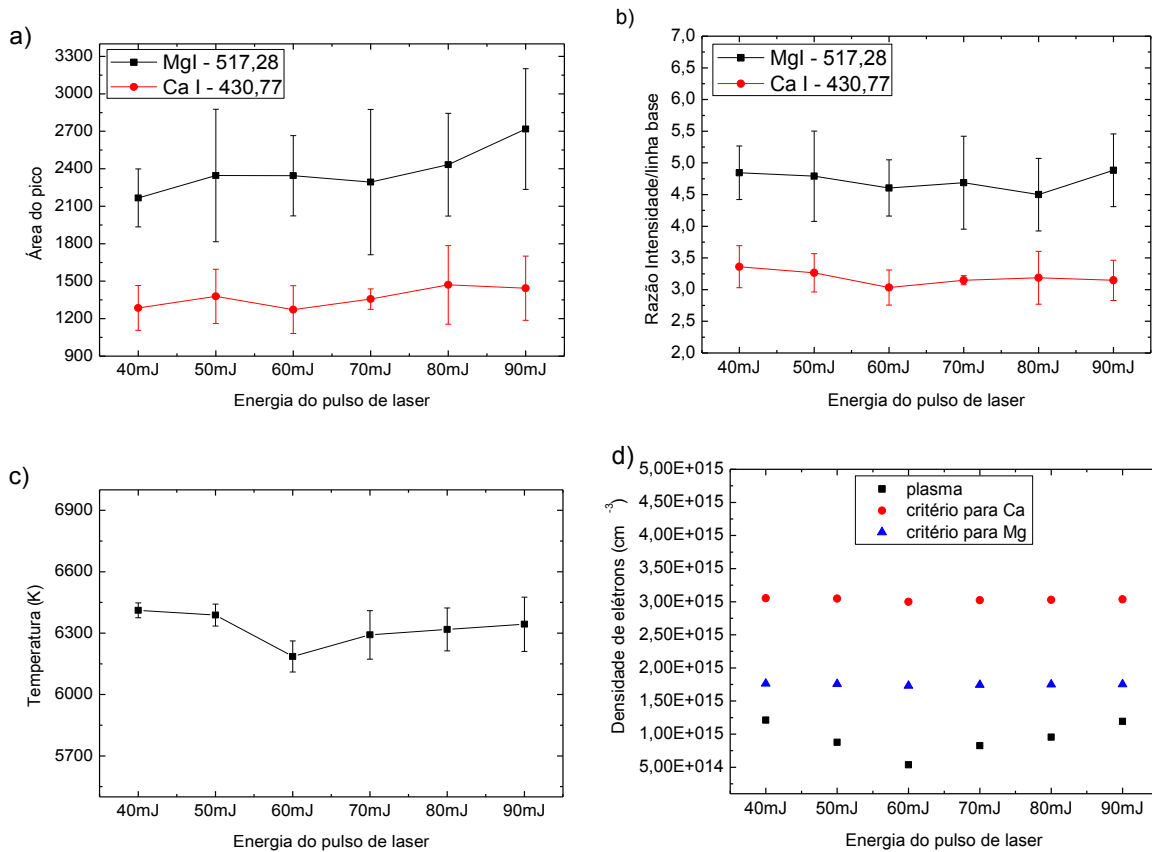 a)
MgI - 517,28
Ca I - 430,77
3300
3000
2700
2400
2100
1800
1500
1200
900
Área do pico
40mJ 50mJ 60mJ 70mJ 80mJ 90mJ
Energia do pulso de laser
b)
MgI - 517,28
Ca I - 430,77
7,0
6,5
6,0
5,5
5,0
4,5
4,0
3,5
3,0
2,5
2,0
Razão Intensidade/linha base
40mJ 50mJ 60mJ 70mJ 80mJ 90mJ
Energia do pulso de laser
c)
6900
6600
6300
6000
5700
Temperatura (K)
40mJ 50mJ 60mJ 70mJ 80mJ 90mJ
Energia do pulso de laser
d)
plasma
critério para Ca
critério para Mg
5,00E+015
4,50E+015
4,00E+015
3,50E+015
3,00E+015
2,50E+015
2,00E+015
1,50E+015
1,00E+015
5,00E+014
Densidade de elétrons (cm⁻³)
40mJ 50mJ 60mJ 70mJ 80mJ 90mJ
Energia do pulso de laser